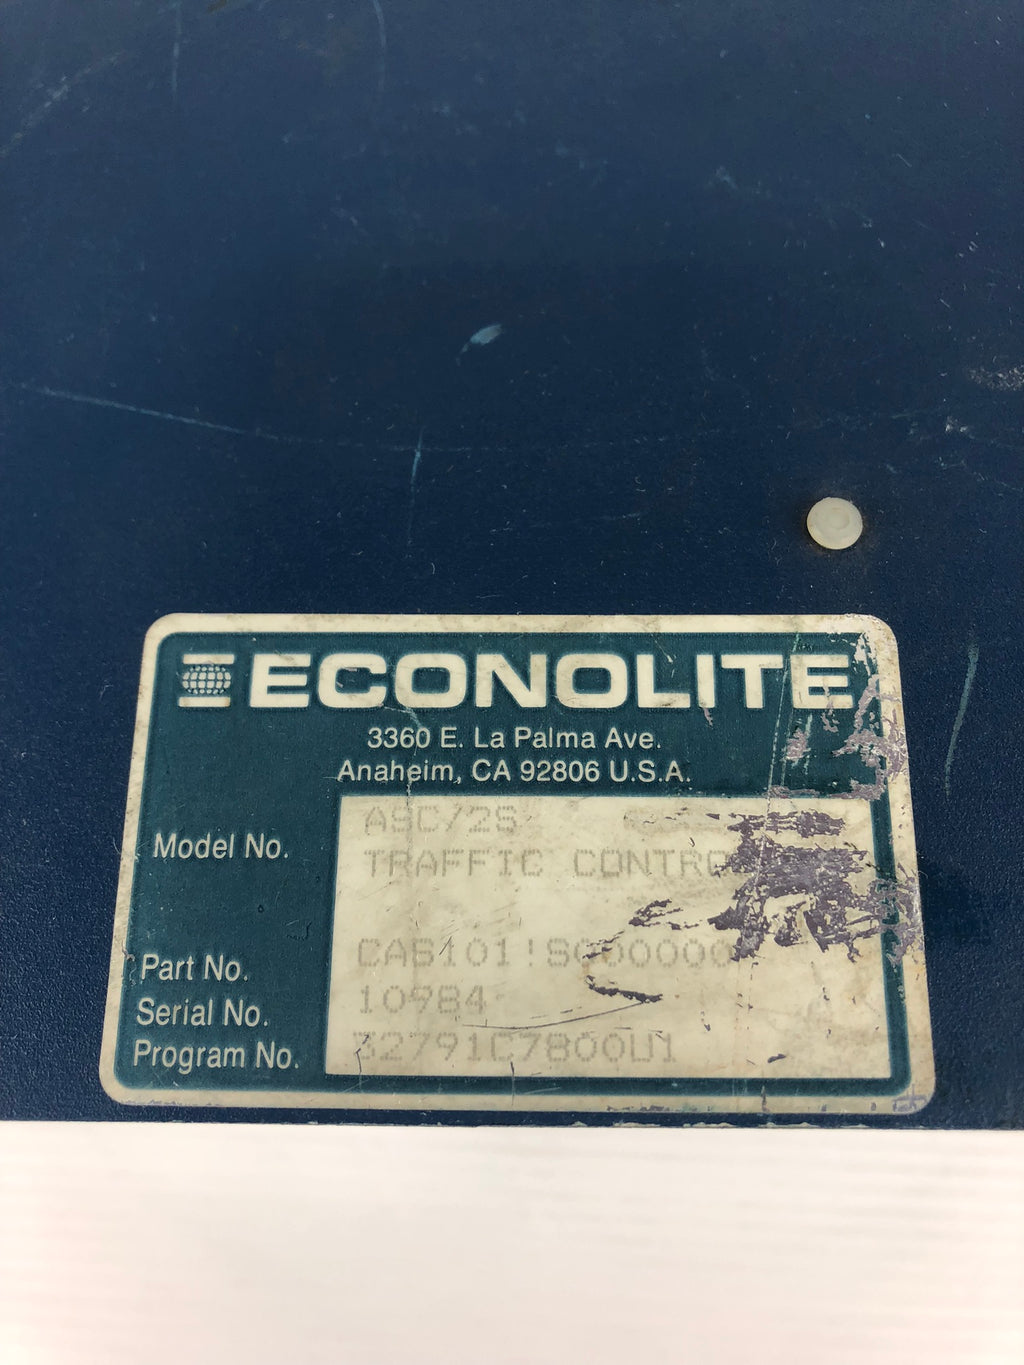 ECONOLITE
3360 E. La Palma Ave.
Anaheim, CA 92806 U.S.A.
Model No. ASC/2S
TRAFFIC
Part No.
Serial No. 10984
Program No. 32791C7800U1